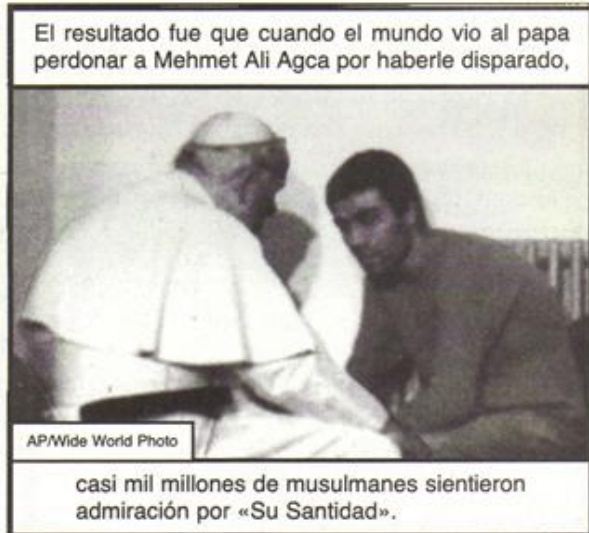 El resultado fue que cuando el mundo vio al papa
perdonar a Mehmet Ali Agca por haberle disparado,
AP/Wide World Photo
casi mil millones de musulmanes sientieron
admiración por «Su Santidad».